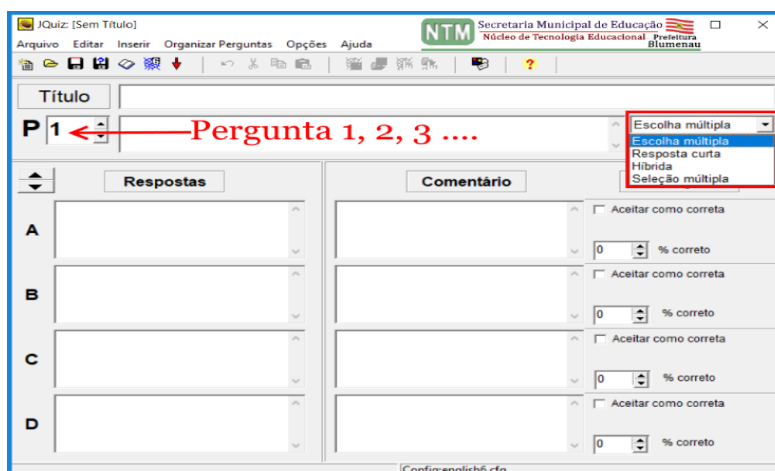 JQuiz: [Sem Título]
NTM Secretaria Municipal de Educação
Núcleo de Tecnologia Educacional Prefeitura Blumenau
Arquivo Editar Inserir Organizar Perguntas Opções Ajuda
Título
P 1 Pergunta 1, 2, 3 ....
Escolha múltipla
Escolha múltipla
Resposta curta
Híbrida
Seleção múltipla
Respostas Comentário
A Aceitar como correta
0 % correto
B Aceitar como correta
0 % correto
C Aceitar como correta
0 % correto
D Aceitar como correta
0 % correto
Config:english6.cfg